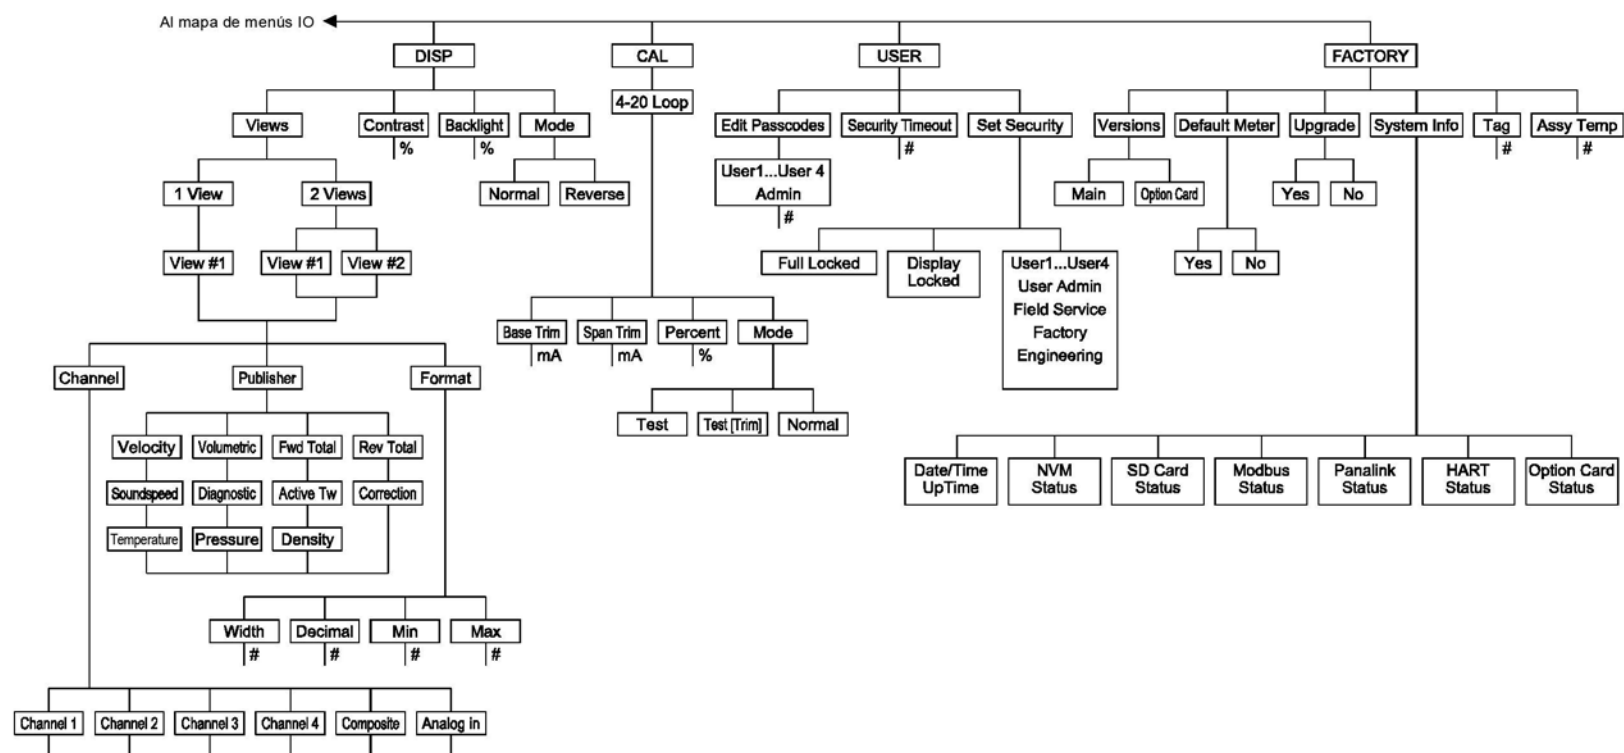 Al mapa de menús IO
DISP
CAL
USER
FACTORY
4-20 Loop
Views
Contrast
Backlight
Mode
Edit Passcodes
Security Timeout
Set Security
Versions
Default Meter
Upgrade
System Info
Tag
Assy Temp
%
%
#
#
#
1 View
2 Views
Normal
Reverse
User1...User 4
Admin
#
Main
Option Card
Yes
No
View #1
View #1
View #2
Full Locked
Display
Locked
User1...User4
User Admin
Field Service
Factory
Engineering
Yes
No
Base Trim
Span Trim
Percent
Mode
mA
mA
%
Channel
Publisher
Format
Test
Test [Trim]
Normal
Velocity
Volumetric
Fwd Total
Rev Total
Soundspeed
Diagnostic
Active Tw
Correction
Temperature
Pressure
Density
Date/Time
UpTime
NVM
Status
SD Card
Status
Modbus
Status
Panalink
Status
HART
Status
Option Card
Status
Width
Decimal
Min
Max
#
#
#
#
Channel 1
Channel 2
Channel 3
Channel 4
Composite
Analog in